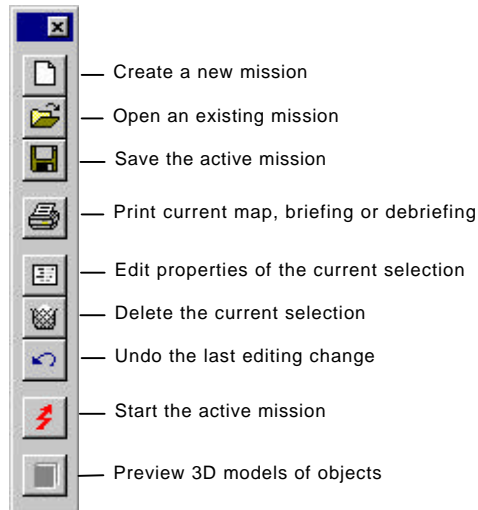 Create a new mission
Open an existing mission
Save the active mission
Print current map, briefing or debriefing
Edit properties of the current selection
Delete the current selection
Undo the last editing change
Start the active mission
Preview 3D models of objects